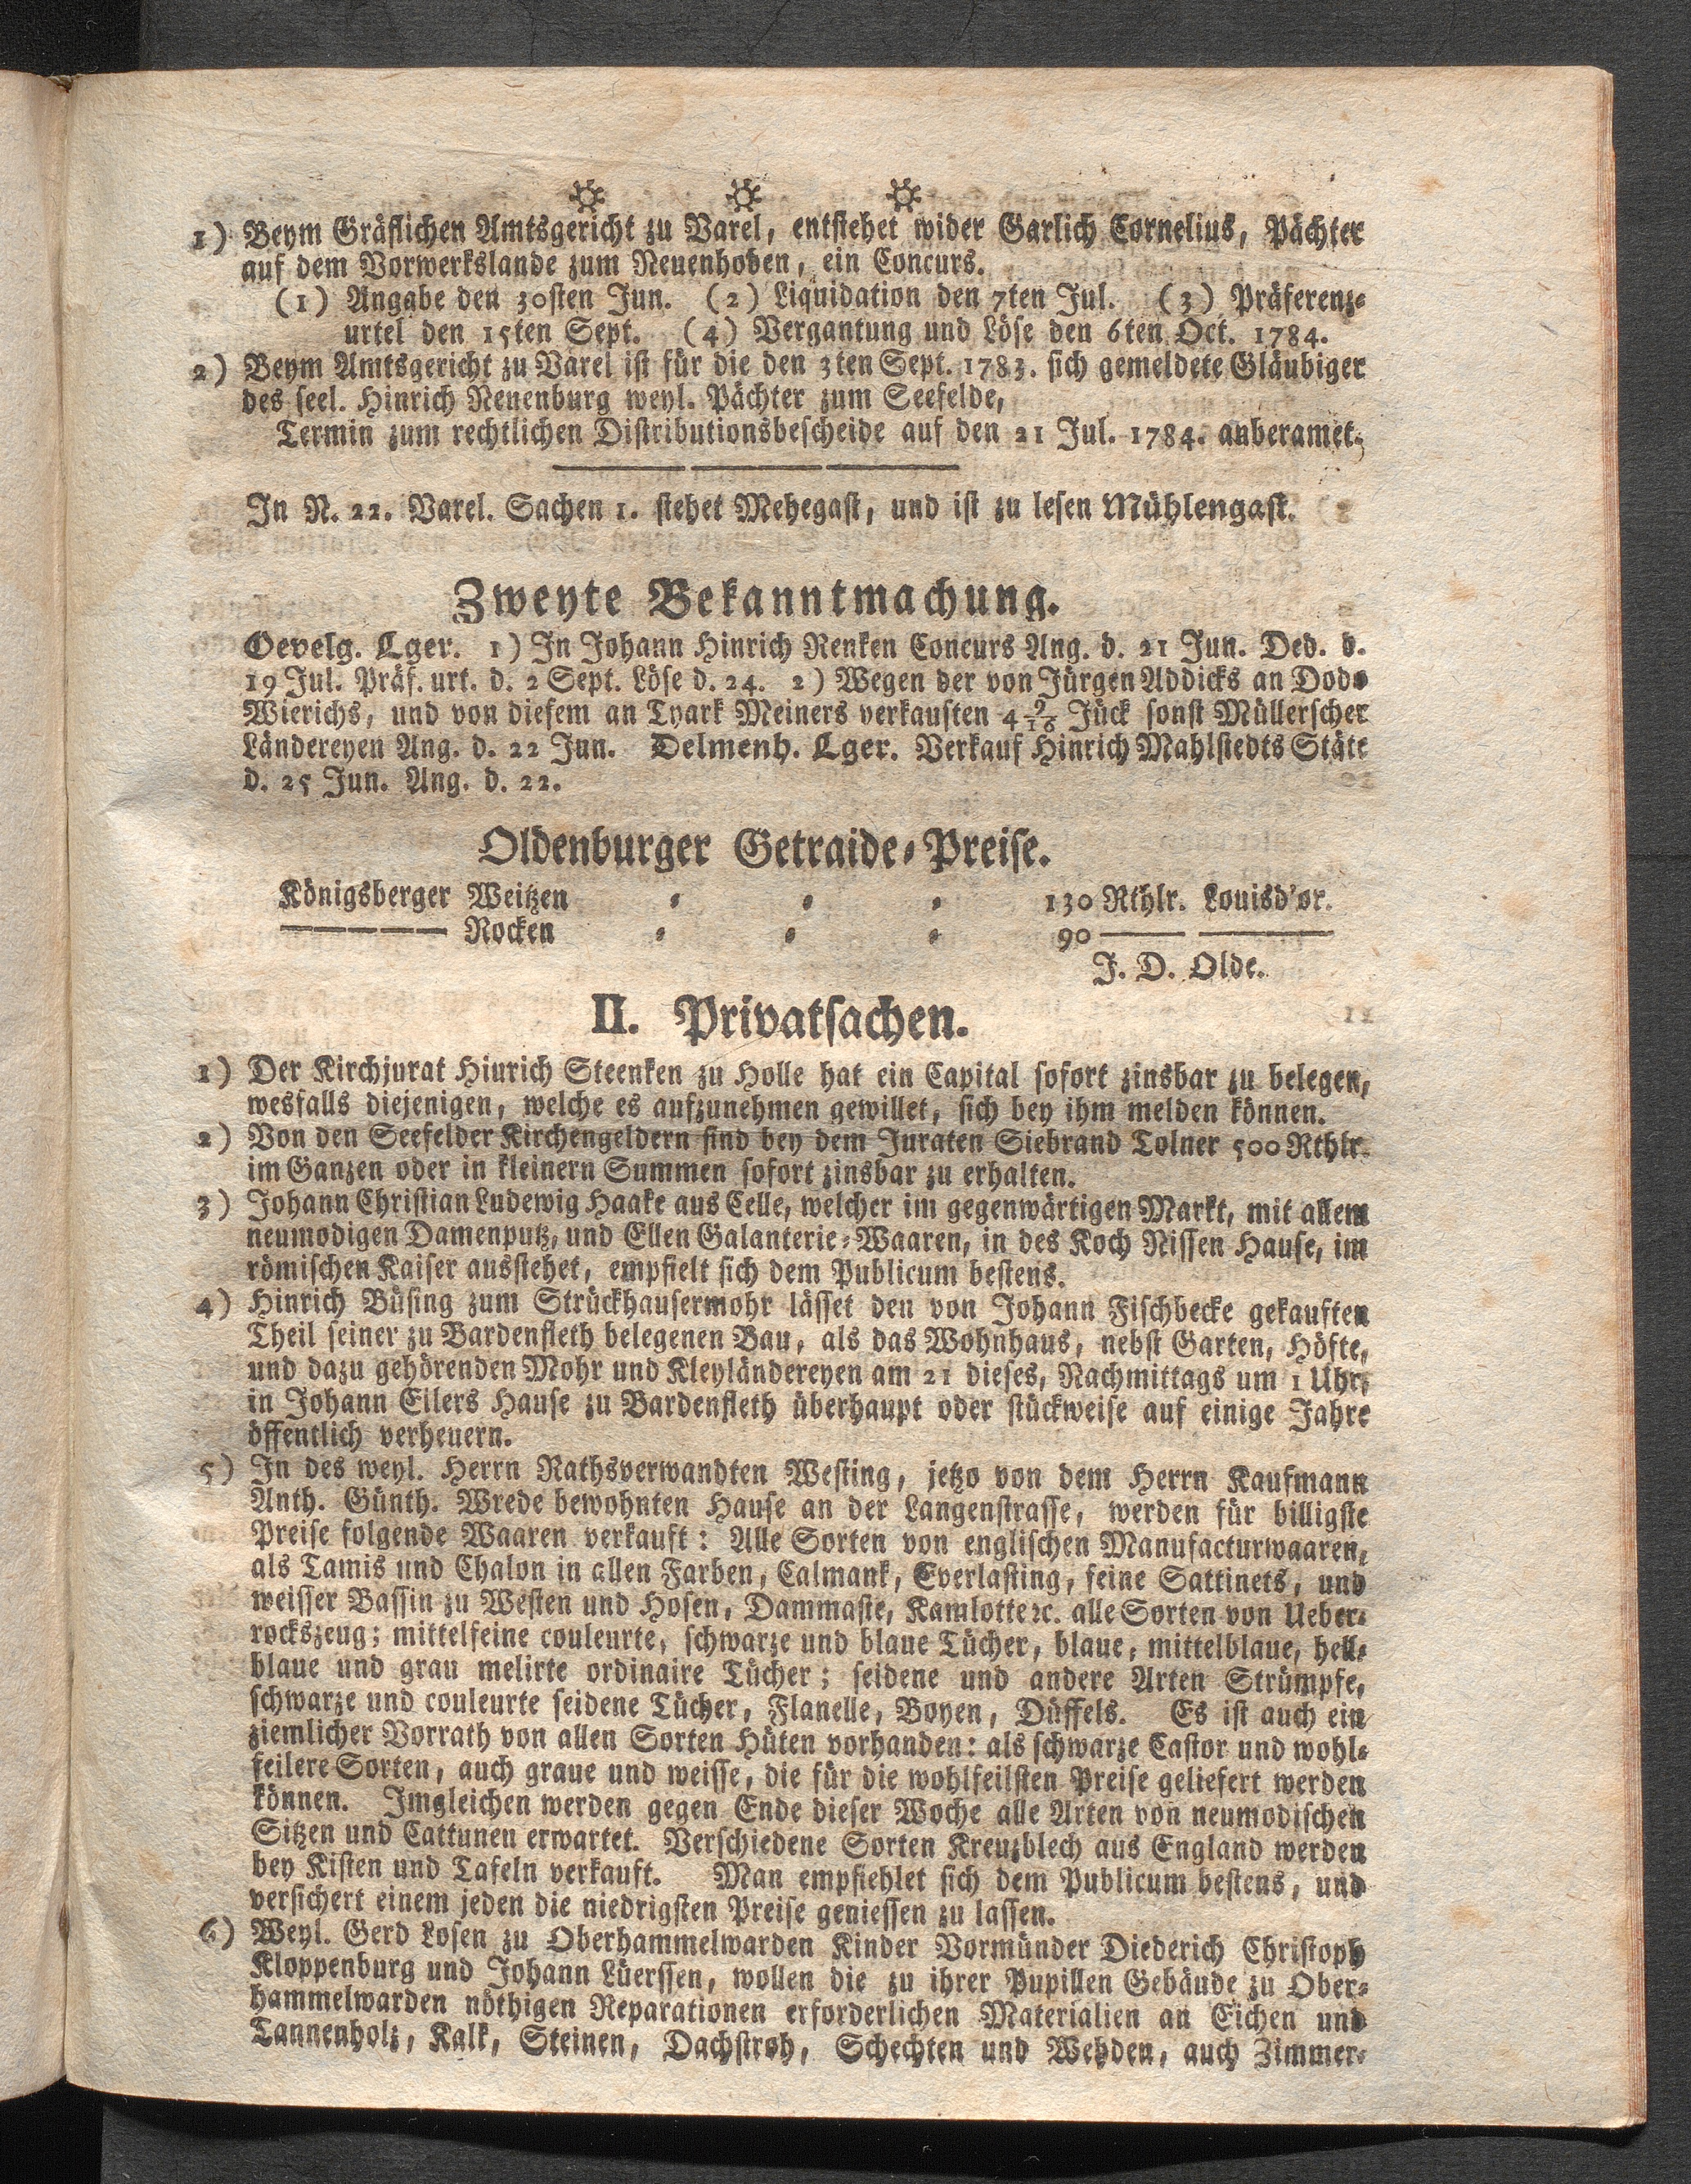 1) Beym Gräflichen Amtsgericht zu Varel, entstehet wider Garlich Cornelius, Pächter
auf dem Vorwerkslande zum Neuenhoben, ein Concurs.
(1) Angabe den 30sten Jun. (2) Liquidation den 7ten Jul. (3) Präferenz-
urtel den 15ten Sept. (4) Vergantung und Löse den 6ten Oct. 1784.
2) Beym Amtsgericht zu Varel ist für die den 3ten Sept. 1783. sich gemeldete Gläubiger
des seel. Hinrich Neuenburg weyl. Pächter zum Seefelde,
Termin zum rechtlichen Distributionsbescheide auf den 21 Jul. 1784. anberamet.
In N. 22. Varel. Sachen 1. stehet Mehegast, und ist zu lesen Mühlengast.
Zweyte Bekanntmachung.
Oevelg. Lger. 1) In Johann Hinrich Renken Concurs Ang. d. 21 Jun. Ded. d.
19 Jul. Präf. urt. d. 2 Sept. Löse d. 24. 2) Wegen der von Jürgen Addicks an Dode
Wierichs, und von diesem an Tyark Meiners verkauften 4 9/16 Jück sonst Müllerscher
Ländereyen Ang. d. 22 Jun. Delmenh. Lger. Verkauf Hinrich Mahlstedts Stäte
d. 25 Jun. Ang. d. 22.
Oldenburger Getraide-Preise.
Königsberger Weitzen - - - 130 Rthlr. Louisd'or.
————— Rocken - - - 90 —— ———
J. D. Olde.
II. Privatsachen.
1) Der Kirchjurat Hinrich Steenken zu Holle hat ein Capital sofort zinsbar zu belegen,
wesfalls diejenigen, welche es aufzunehmen gewillet, sich bey ihm melden können.
2) Von den Seefelder Kirchengeldern sind bey dem Juraten Siebrand Tolner 500 Rthlr.
im Ganzen oder in kleinern Summen sofort zinsbar zu erhalten.
3) Johann Christian Ludewig Haake aus Celle, welcher im gegenwärtigen Markt, mit allem
neumodigen Damenputz, und Ellen Galanterie-Waaren, in des Koch Nissen Hause, im
römischen Kaiser ausstehet, empfielt sich dem Publicum bestens.
4) Hinrich Büsing zum Strückhausermohr lässet den von Johann Fischbecke gekauften
Theil seiner zu Bardenfleth belegenen Bau, als das Wohnhaus, nebst Garten, Höfte,
und dazu gehörenden Mohr und Kleyländereyen am 21 dieses, Nachmittags um 1 Uhr,
in Johann Eilers Hause zu Bardenfleth überhaupt oder stückweise auf einige Jahre
öffentlich verheuern.
5) In des weyl. Herrn Rathsverwandten Westing, jetzo von dem Herrn Kaufmann
Anth. Günth. Wrede bewohnten Hause an der Langenstrasse, werden für billigste
Preise folgende Waaren verkauft: Alle Sorten von englischen Manufacturwaaren,
als Tamis und Chalon in allen Farben, Calmank, Everlasting, feine Sattinets, und
weisser Bassin zu Westen und Hosen, Dammaste, Kamlotte 2c. alle Sorten von Ueber-
rockszeug; mittelfeine couleurte, schwarze und blaue Tücher, blaue, mittelblaue, hell-
blaue und grau melirte ordinaire Tücher; seidene und andere Arten Strümpfe,
schwarze und couleurte seidene Tücher, Flanelle, Boyen, Düffels. Es ist auch ein
ziemlicher Vorrath von allen Sorten Hüten vorhanden: als schwarze Castor und wohl-
feilere Sorten, auch graue und weisse, die für die wohlfeilsten Preise geliefert werden
können. Imgleichen werden gegen Ende dieser Woche alle Arten von neumodischen
Sitzen und Cattunen erwartet. Verschiedene Sorten Kreuzblech aus England werden
bey Kisten und Tafeln verkauft. Man empfiehlet sich dem Publicum bestens, und
versichert einem jeden die niedrigsten Preise geniessen zu lassen.
6) Weyl. Gerd Losen zu Oberhammelwarden Kinder Vormünder Diederich Christoph
Kloppenburg und Johann Lüerssen, wollen die zu ihrer Pupillen Gebäude zu Ober-
hammelwarden nöthigen Reparationen erforderlichen Materialien an Eichen und
Tannenholz, Kalk, Steinen, Dachstroh, Schechten und Wehden, auch Zimmer-